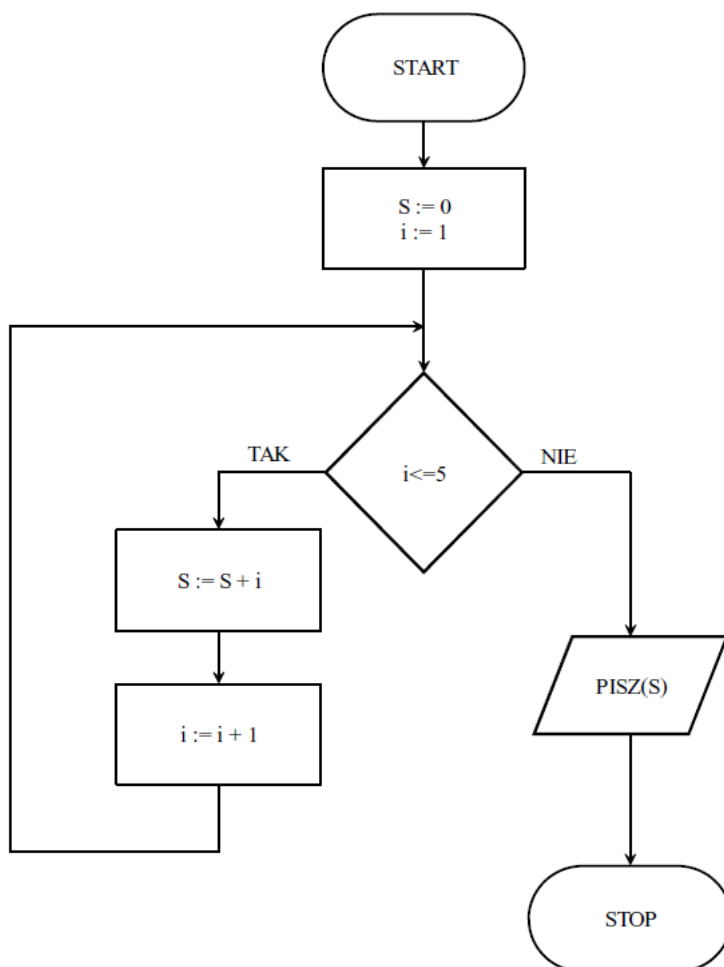 START
S := 0
i := 1
TAK
i<=5
NIE
S := S + i
i := i + 1
PISZ(S)
STOP